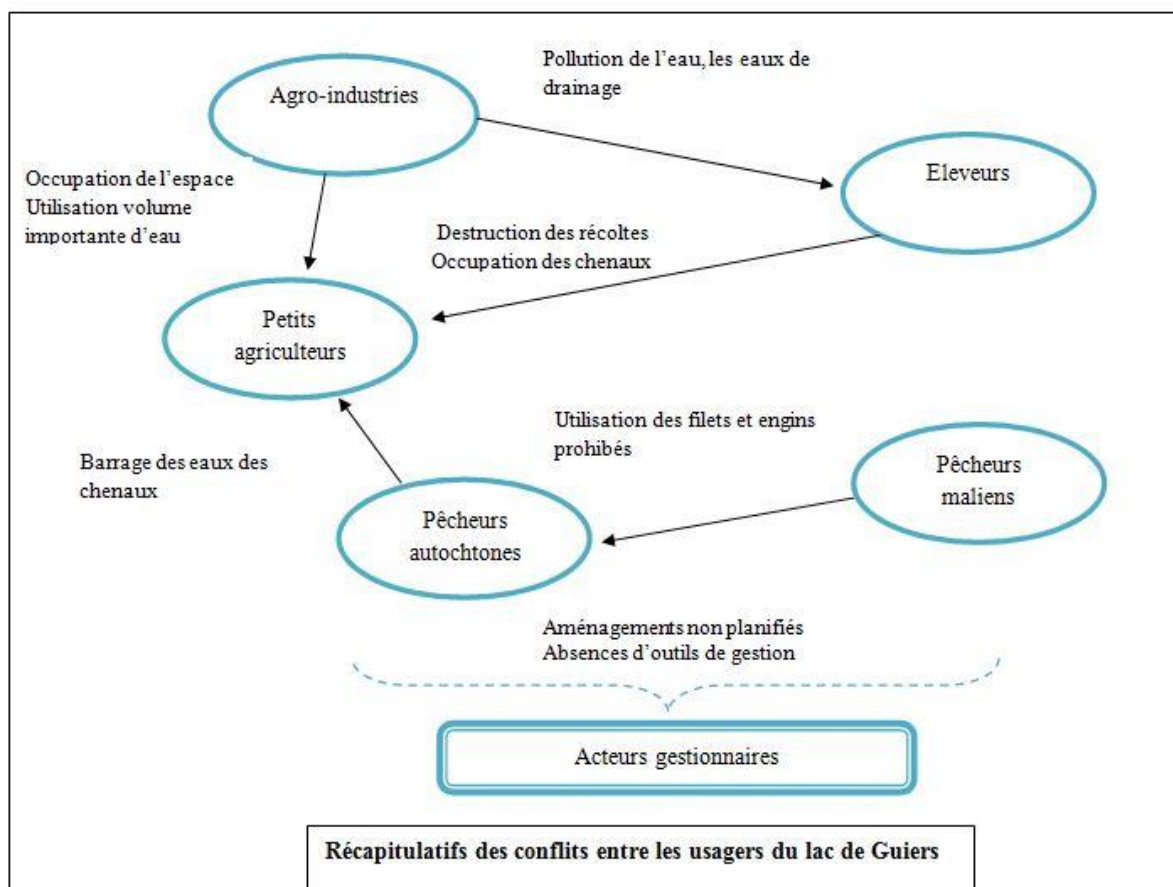 Pollution de l'eau, les eaux de
drainage
Agro-industries
Eleveurs
Occupation de l'espace
Utilisation volume
importante d'eau
Destruction des récoltes
Occupation des chenaux
Petits
agriculteurs
Utilisation des filets et engins
prohibés
Barrage des eaux des
chenaux
Pêcheurs
maliens
Pêcheurs
autochtones
Aménagements non planifiés
Absences d'outils de gestion
Acteurs gestionnaires
Récapitulatifs des conflits entre les usagers du lac de Guiers